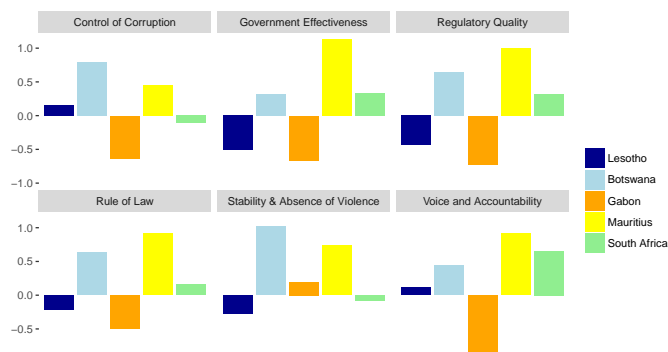 Control of Corruption
Government Effectiveness
Regulatory Quality
1.0
0.5
0.0
−0.5
−1.0
Rule of Law
Stability & Absence of Violence
Voice and Accountability
1.0
0.5
0.0
−0.5
Lesotho
Botswana
Gabon
Mauritius
South Africa